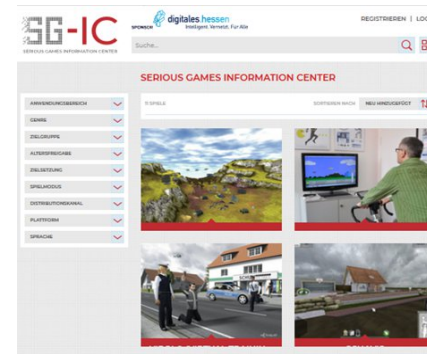 SG-IC
SERIOUS GAMES INFORMATION CENTER
SPONSOR
digitales.hessen
Intelligent. Vernetzt. Für Alle
REGISTRIEREN |
Suche...
SERIOUS GAMES INFORMATION CENTER
ANWENDUNGSBEREICH
GENRE
ZIELGRUPPE
ALTERSFREIGABE
ZIELSETZUNG
SPIELMODUS
DISTRIBUTIONSKANAL
PLATTFORM
SPRACHE
SPIELE
SORTIEREN NACH
NEU HINZUGEFÜGT